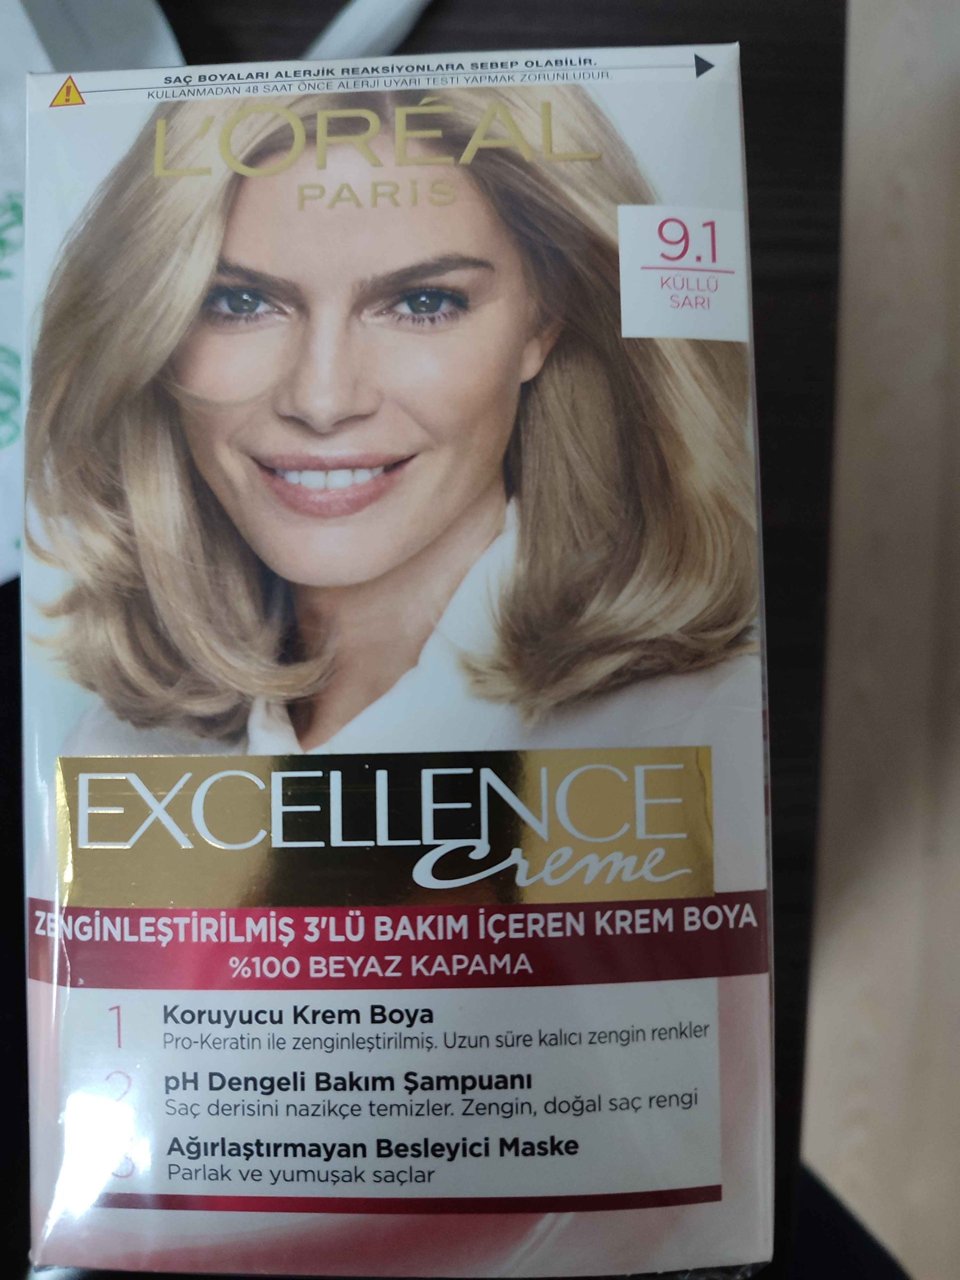 SAÇ BOYALARI ALERJİK REAKSİYONLARA SEBEP OLABİLİR.
KULLANMADAN 48 SAAT ÖNCE ALERJİ UYARI TESTİ YAPMAK ZORUNLUDUR.
L'ORÉAL
PARIS
9.1
KÜLLÜ
SARI
EXCELLENCE
Creme
ZENGİNLEŞTİRİLMİŞ 3'LÜ BAKIM İÇEREN KREM BOYA
%100 BEYAZ KAPAMA
1 Koruyucu Krem Boya
Pro-Keratin ile zenginleştirilmiş. Uzun süre kalıcı zengin renkler
2 pH Dengeli Bakım Şampuanı
Saç derisini nazikçe temizler. Zengin, doğal saç rengi
3 Ağırlaştırmayan Besleyici Maske
Parlak ve yumuşak saçlar